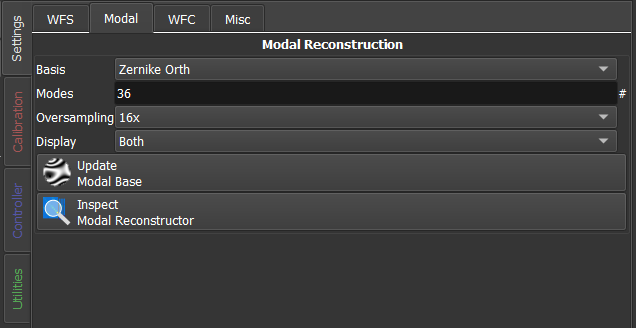 WFS Modal WFC Misc
Modal Reconstruction
Basis Zernike Orth
Modes 36 #
Oversampling 16x
Display Both
Update
Modal Base
Inspect
Modal Reconstructor
Settings
Calibration
Controller
Utilities